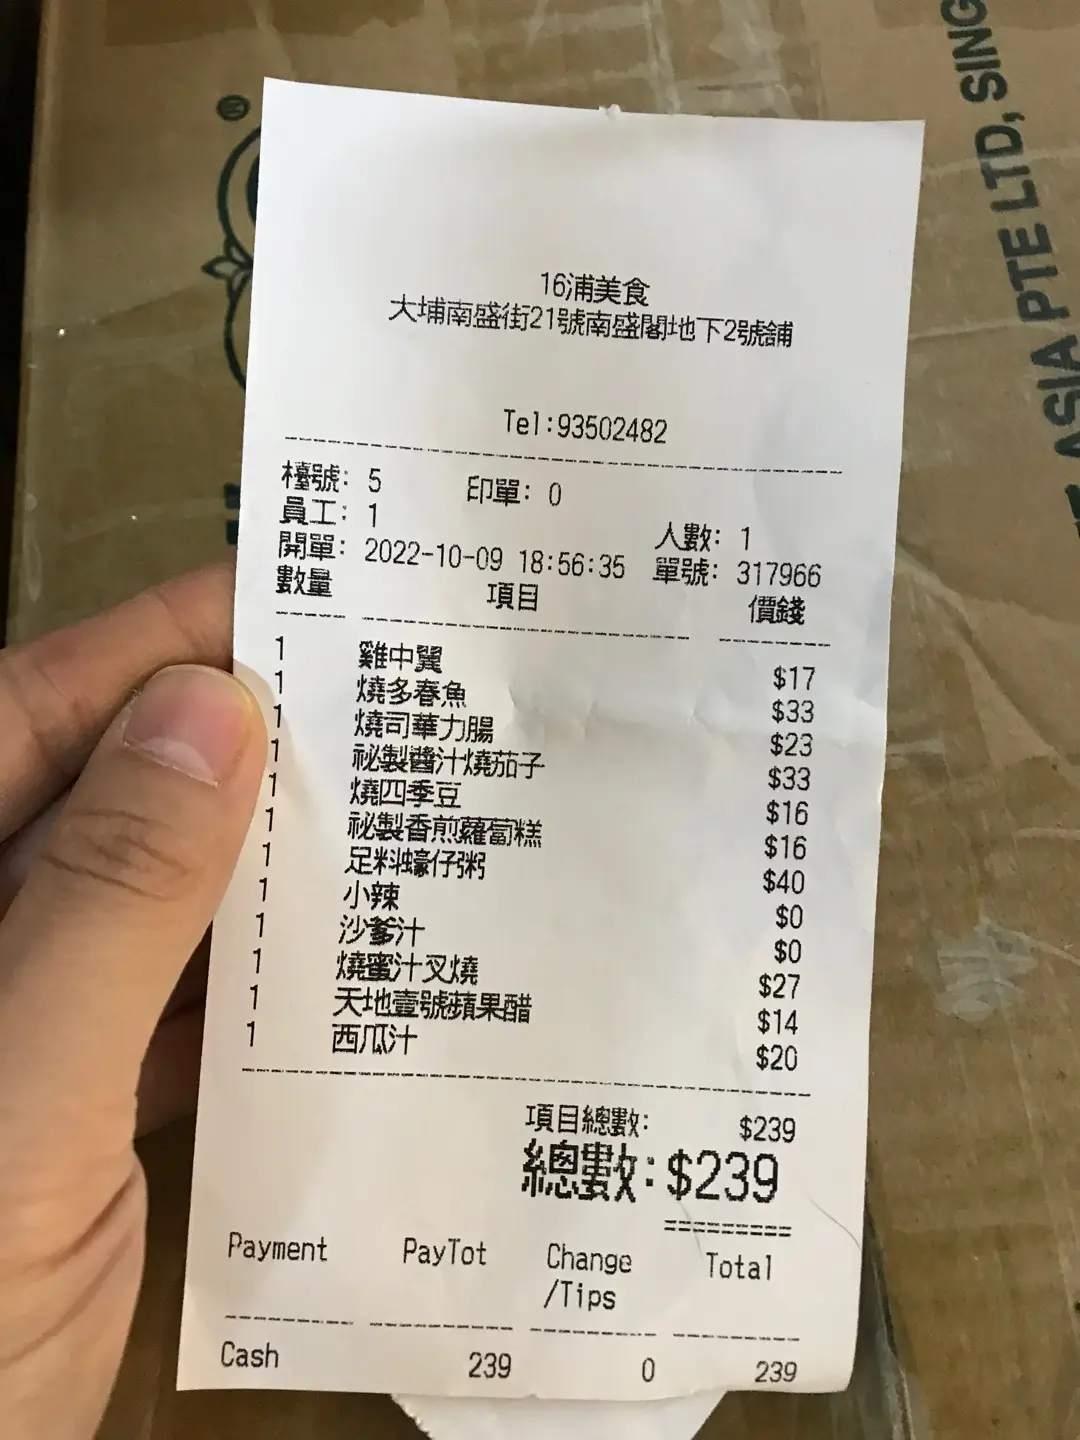 16浦美食
大埔南盛街21號南盛閣地下2號舖
Tel:93502482
檯號: 5 印單: 0
員工: 1 人數: 1
開單: 2022-10-09 18:56:35 單號: 317966
數量 項目 價錢
1 雞中翼 $17
1 燒多春魚 $33
1 燒司華力腸 $23
1 祕製醬汁燒茄子 $33
1 燒四季豆 $16
1 祕製香煎蘿蔔糕 $16
1 足料蠔仔粥 $40
1 小辣 $0
1 沙爹汁 $0
1 燒蜜汁叉燒 $27
1 天地壹號蘋果醋 $14
1 西瓜汁 $20
項目總數: $239
總數:$239
Payment PayTot Change/Tips Total
Cash 239 0 239
ASIA PTE LTD, SING